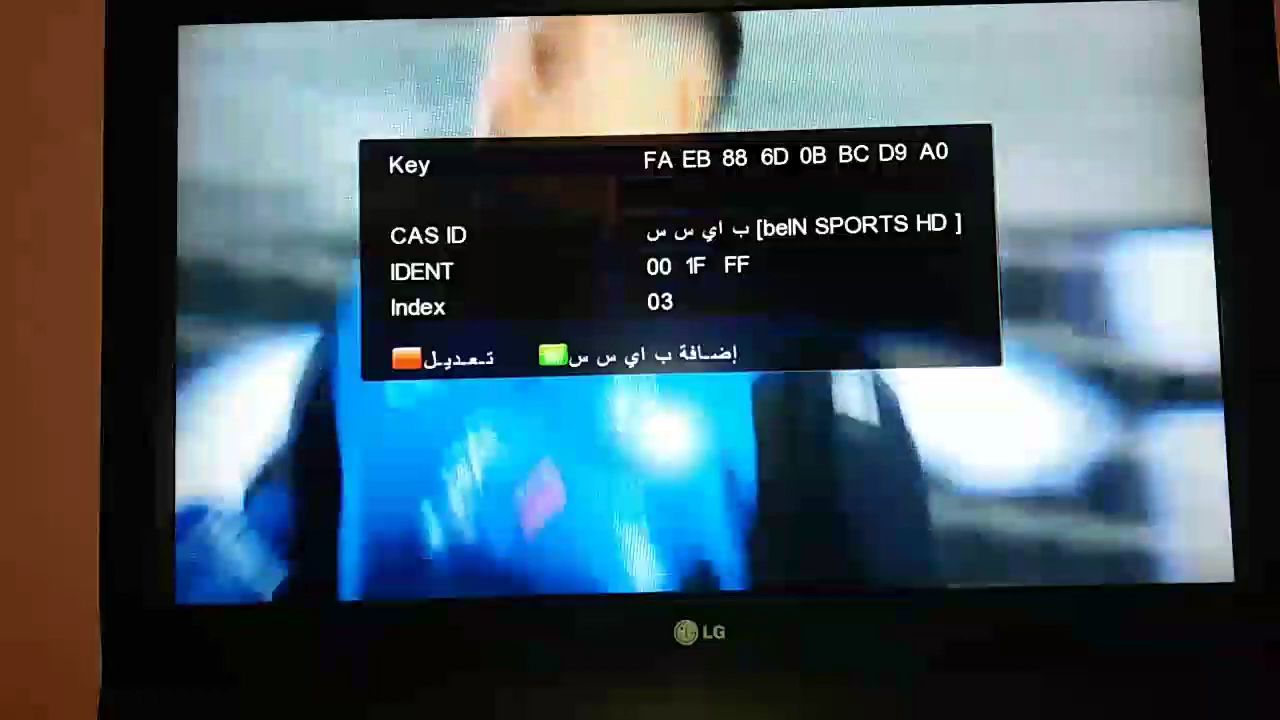 Key FA EB 88 6D 0B BC D9 A0
CAS ID ب اي س س [beIN SPORTS HD ]
IDENT 00 1F FF
Index 03
تعديل إضافة ب اي س س
LG